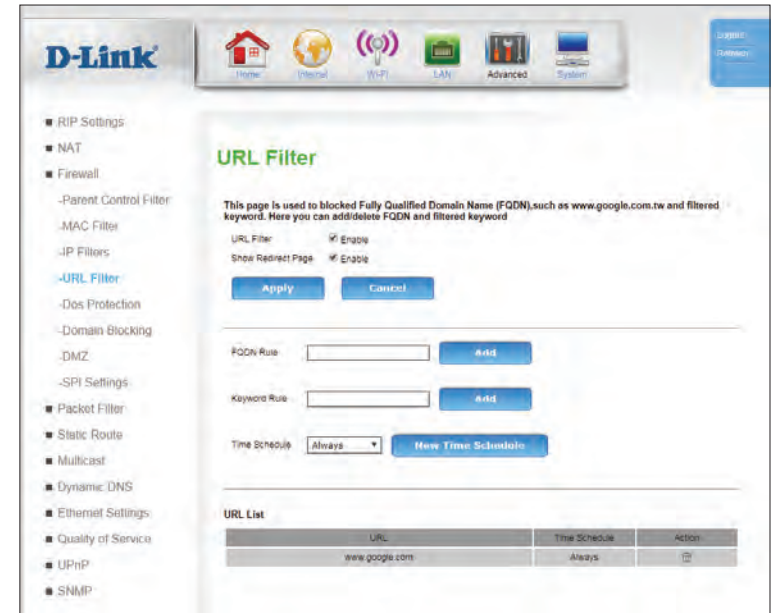 D-Link
Home
Internet
Wi-Fi
LAN
Advanced
System
Logout
RIP Settings
NAT
Firewall
-Parent Control Filter
-MAC Filter
-IP Filters
-URL Filter
-Dos Protection
-Domain Blocking
-DMZ
-SPI Settings
Packet Filter
Static Route
Multicast
Dynamic DNS
Ethernet Settings
Quality of Service
UPnP
SNMP
URL Filter
This page is used to blocked Fully Qualified Domain Name (FQDN),such as www.google.com.tw and filtered
keyword. Here you can add/delete FQDN and filtered keyword
URL Filter Enable
Show Redirect Page Enable
Apply Cancel
FQDN Rule Add
Keyword Rule Add
Time Schedule Always New Time Schedule
URL List
URL Time Schedule Action
www.google.com Always